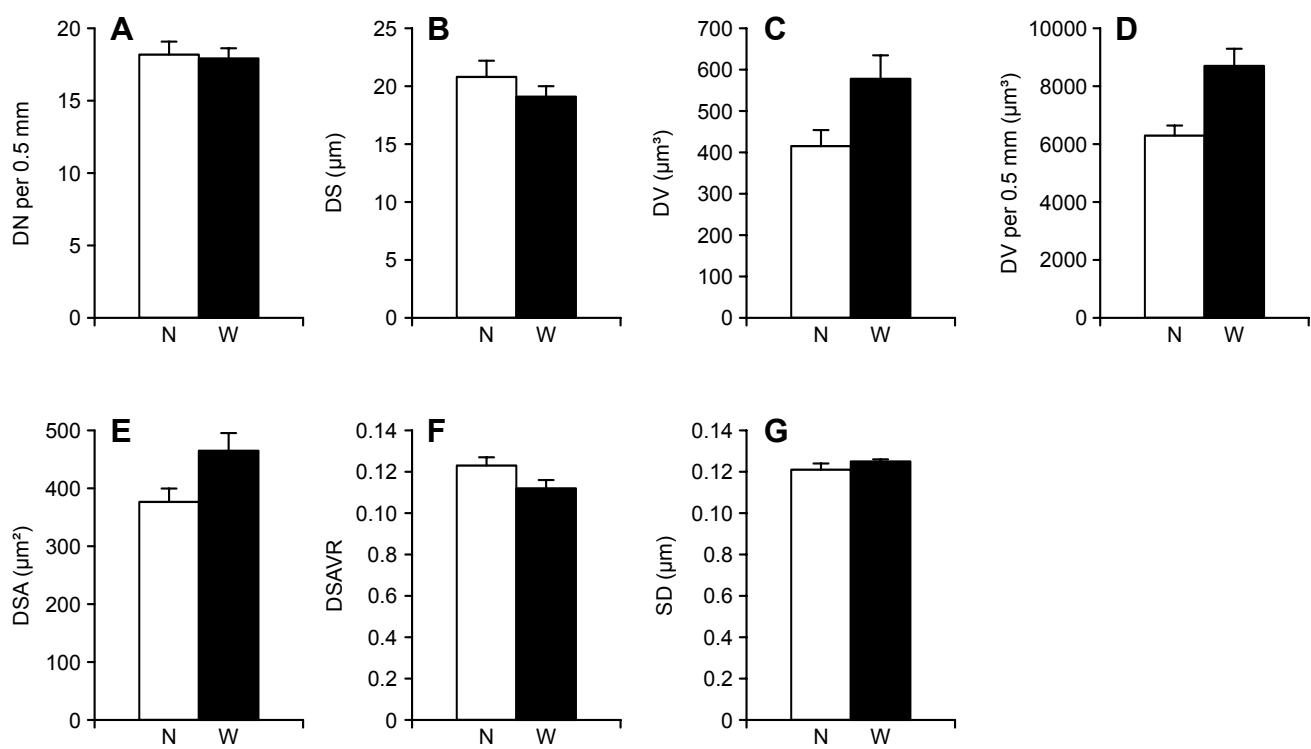 A
DN per 0.5 mm
20
15
10
5
0
N W
B
DS (µm)
25
20
15
10
5
0
N W
C
DV (µm³)
700
600
500
400
300
200
100
0
N W
D
DV per 0.5 mm (µm³)
10000
8000
6000
4000
2000
0
N W
E
DSA (µm²)
500
400
300
200
100
0
N W
F
DSAVR
0.14
0.12
0.10
0.8
0.6
0.4
0.2
0
N W
G
SD (µm)
0.14
0.12
0.10
0.8
0.6
0.4
0.2
0
N W